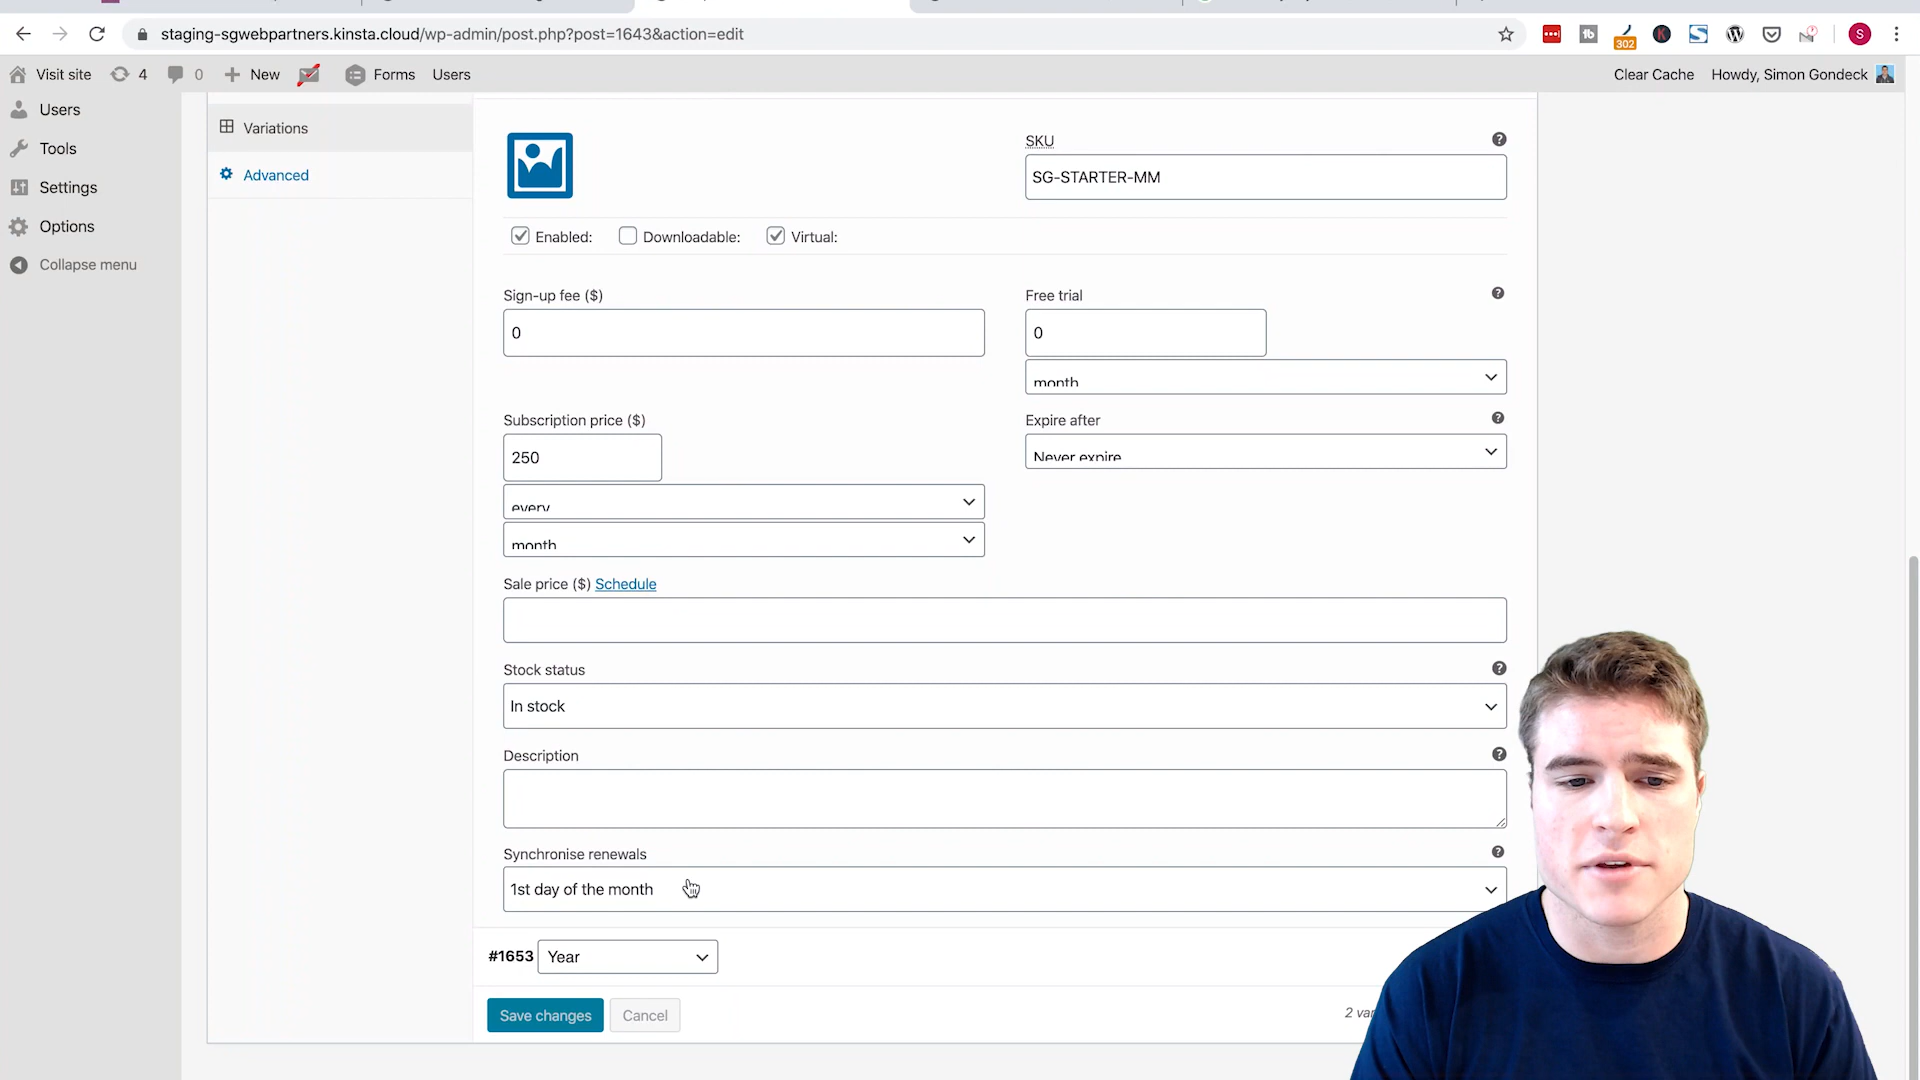 staging-sgwebpartners.kinsta.cloud/wp-admin/post.php?post=1643&action=edit
302
S
Visit site 4 0 New Forms Users Clear Cache Howdy, Simon Gondeck
Users
Tools
Settings
Options
Collapse menu
Variations
Advanced
SKU
SG-STARTER-MM
Enabled: Downloadable: Virtual:
Sign-up fee ($)
0
Free trial
0
month
Subscription price ($)
250
every
month
Expire after
Never expire
Sale price ($) Schedule
Stock status
In stock
Description
Synchronise renewals
1st day of the month
#1653 Year
Save changes Cancel
2